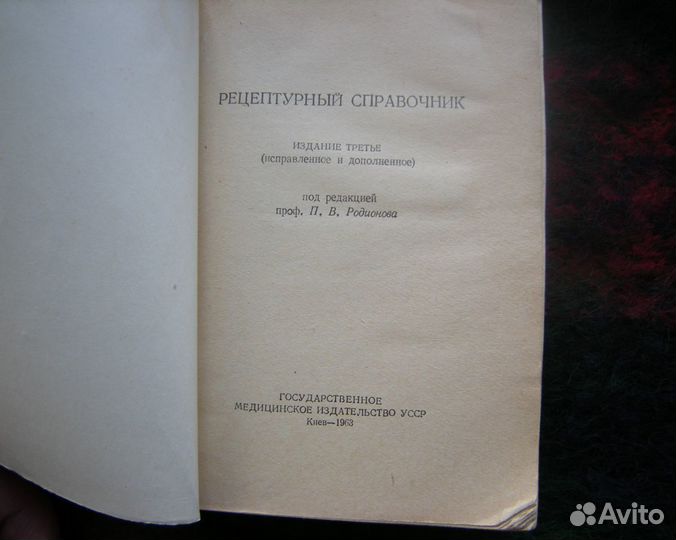 РЕЦЕПТУРНЫЙ СПРАВОЧНИК
ИЗДАНИЕ ТРЕТЬЕ
(исправленное и дополненное)
под редакцией
проф. П. В. Родионова
ГОСУДАРСТВЕННОЕ
МЕДИЦИНСКОЕ ИЗДАТЕЛЬСТВО УССР
Киев—1963
Avito